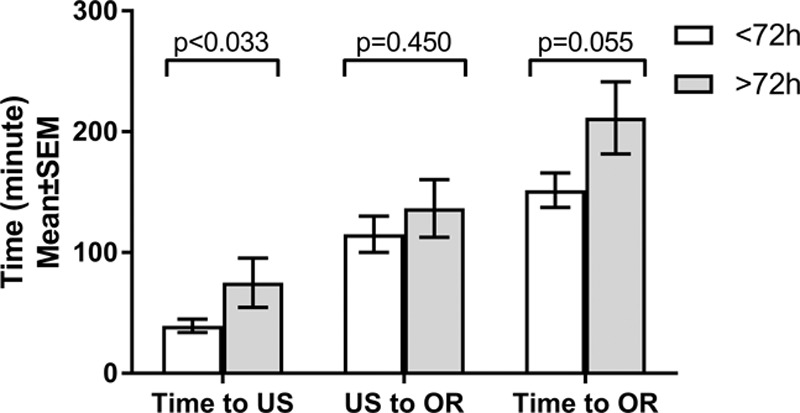 300
200
100
0
Time (minute)
Mean±SEM
p<0.033
p=0.450
p=0.055
<72h
>72h
Time to US
US to OR
Time to OR